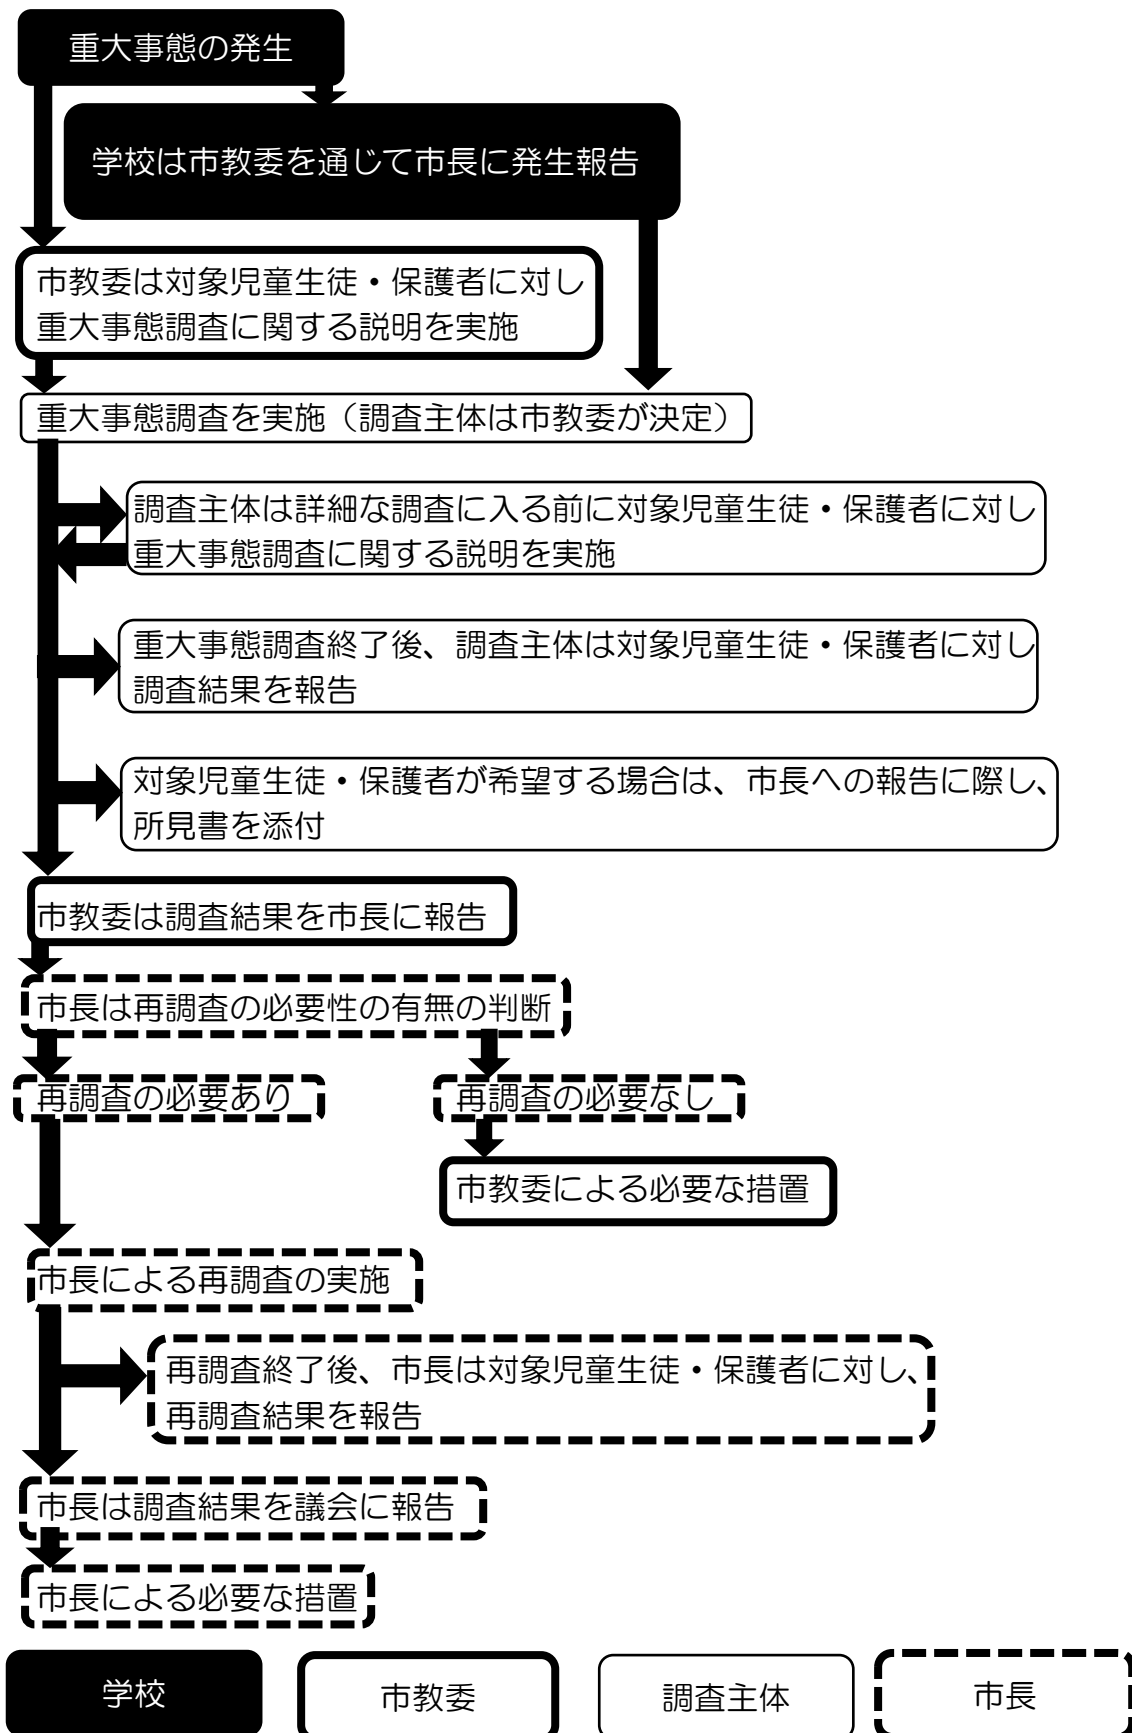 重大事態の発生
学校は市教委を通じて市長に発生報告
市教委は対象児童生徒・保護者に対し
重大事態調査に関する説明を実施
重大事態調査を実施（調査主体は市教委が決定）
調査主体は詳細な調査に入る前に対象児童生徒・保護者に対し
重大事態調査に関する説明を実施
重大事態調査終了後、調査主体は対象児童生徒・保護者に対し
調査結果を報告
対象児童生徒・保護者が希望する場合は、市長への報告に際し、
所見書を添付
市教委は調査結果を市長に報告
市長は再調査の必要性の有無の判断
再調査の必要あり
再調査の必要なし
市教委による必要な措置
市長による再調査の実施
再調査終了後、市長は対象児童生徒・保護者に対し、
再調査結果を報告
市長は調査結果を議会に報告
市長による必要な措置
学校
市教委
調査主体
市長